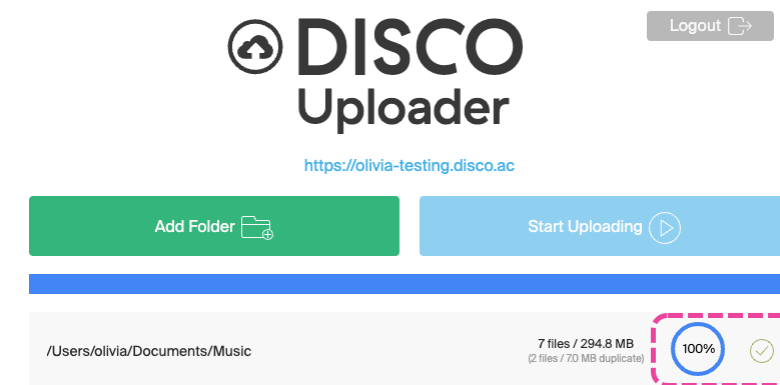 Logout
DISCO
Uploader
https://olivia-testing.disco.ac
Add Folder
Start Uploading
/Users/olivia/Documents/Music
7 files / 294.8 MB
(2 files / 7.0 MB duplicate)
100%